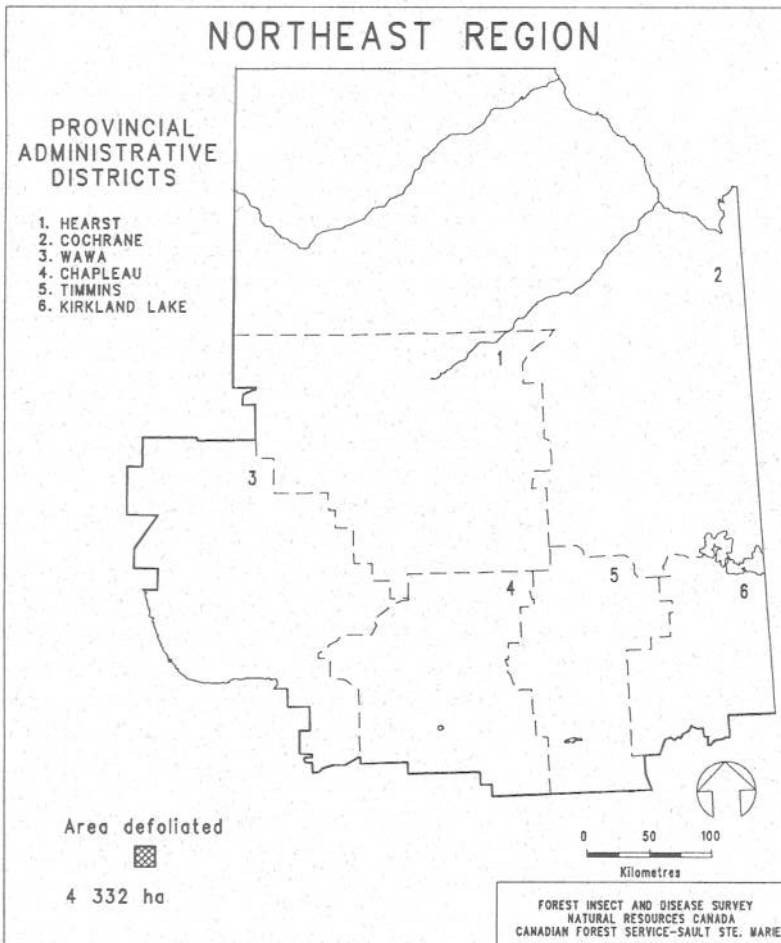 NORTHEAST REGION
PROVINCIAL
ADMINISTRATIVE
DISTRICTS
1. HEARST
2. COCHRANE
3. WAWA
4. CHAPLEAU
5. TIMMINS
6. KIRKLAND LAKE
2
1
3
4
5
6
Area defoliated
4 332 ha
0 50 100
Kilometres
FOREST INSECT AND DISEASE SURVEY
NATURAL RESOURCES CANADA
CANADIAN FOREST SERVICE-SAULT STE. MARIE